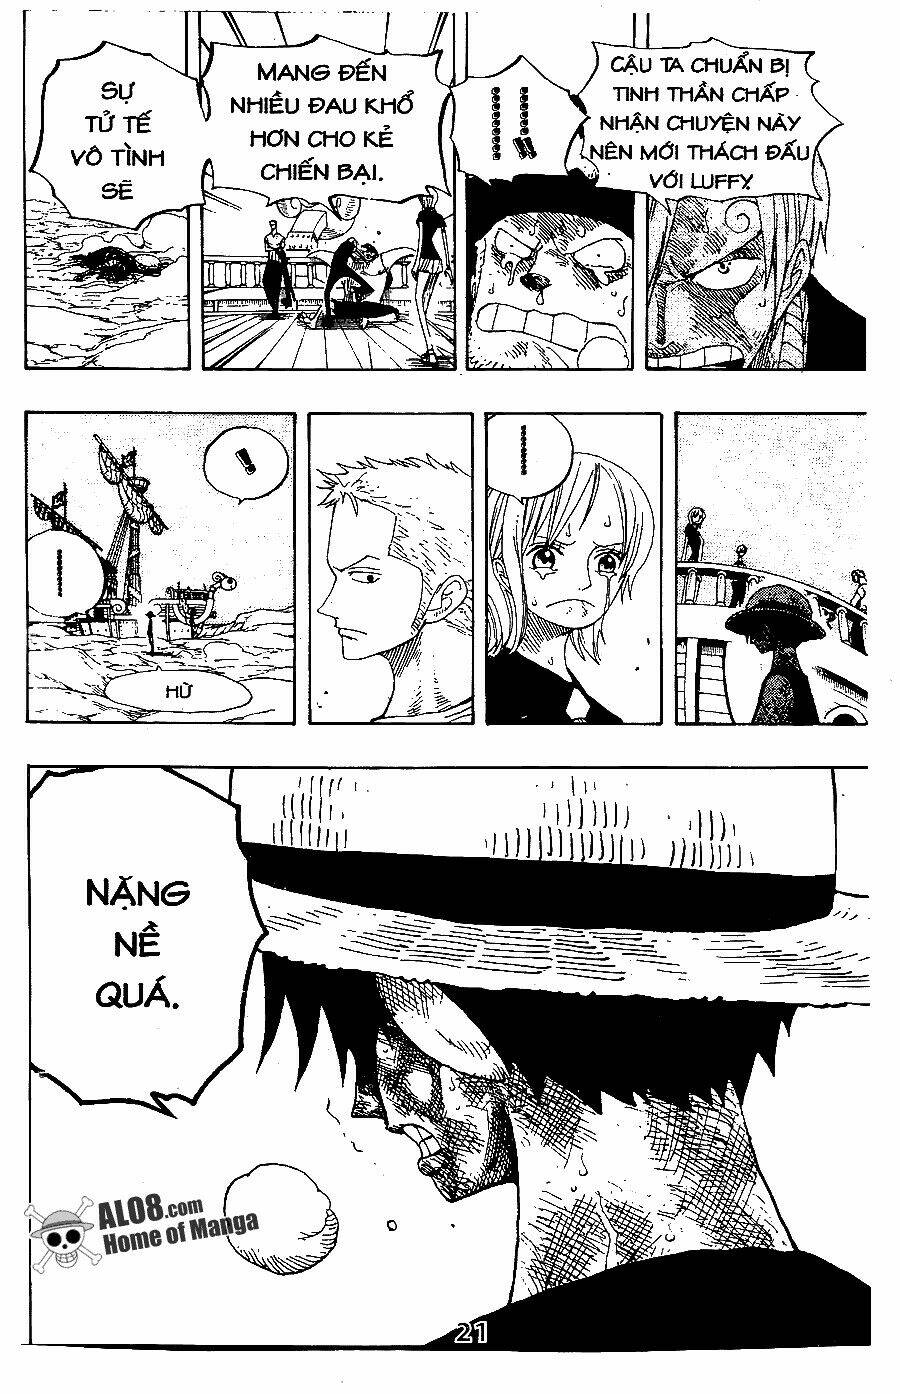 SỰ
TỬ TẾ
VÔ TÌNH
SẼ
MANG ĐẾN
NHIỀU ĐAU KHỔ
HƠN CHO KẺ
CHIẾN BẠI.
!!
CẬU TA CHUẨN BỊ
TINH THẦN CHẤP
NHẬN CHUYỆN NÀY
NÊN MỚI THÁCH ĐẤU
VỚI LUFFY.
!
HỪ
NẶNG
NỀ
QUÁ.
ALO8.com
Home of Manga
21